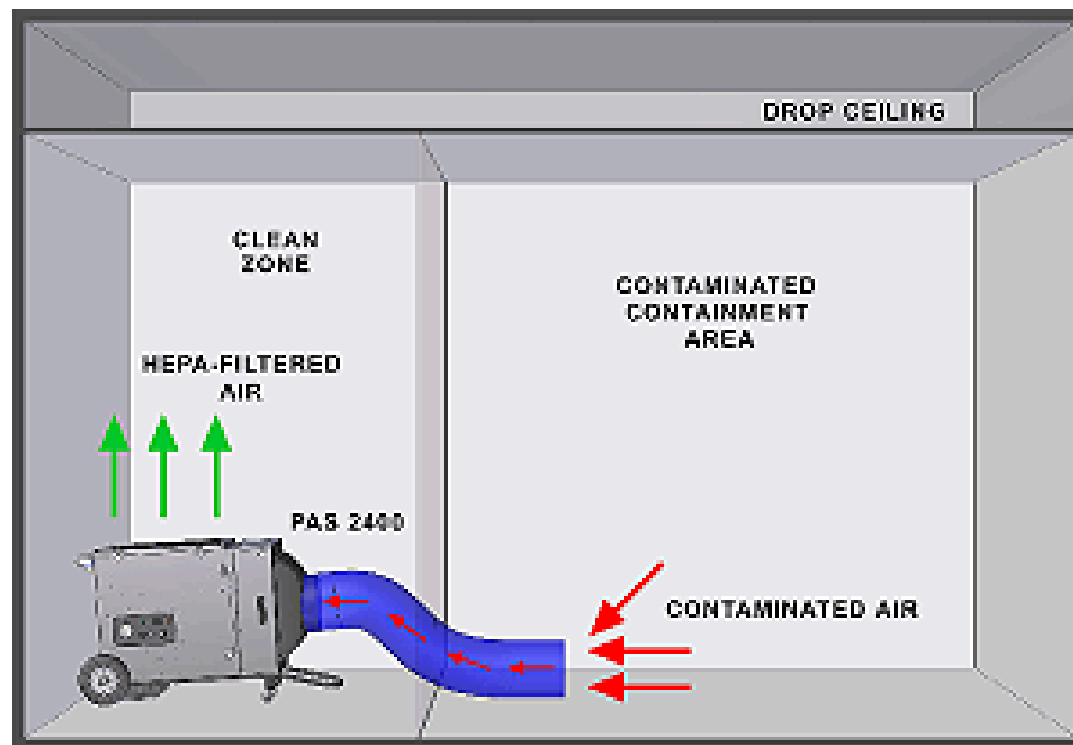 DROP CEILING
CLEAN
ZONE
CONTAMINATED
CONTAINMENT
AREA
HEPA-FILTERED
AIR
PAS 2400
CONTAMINATED AIR